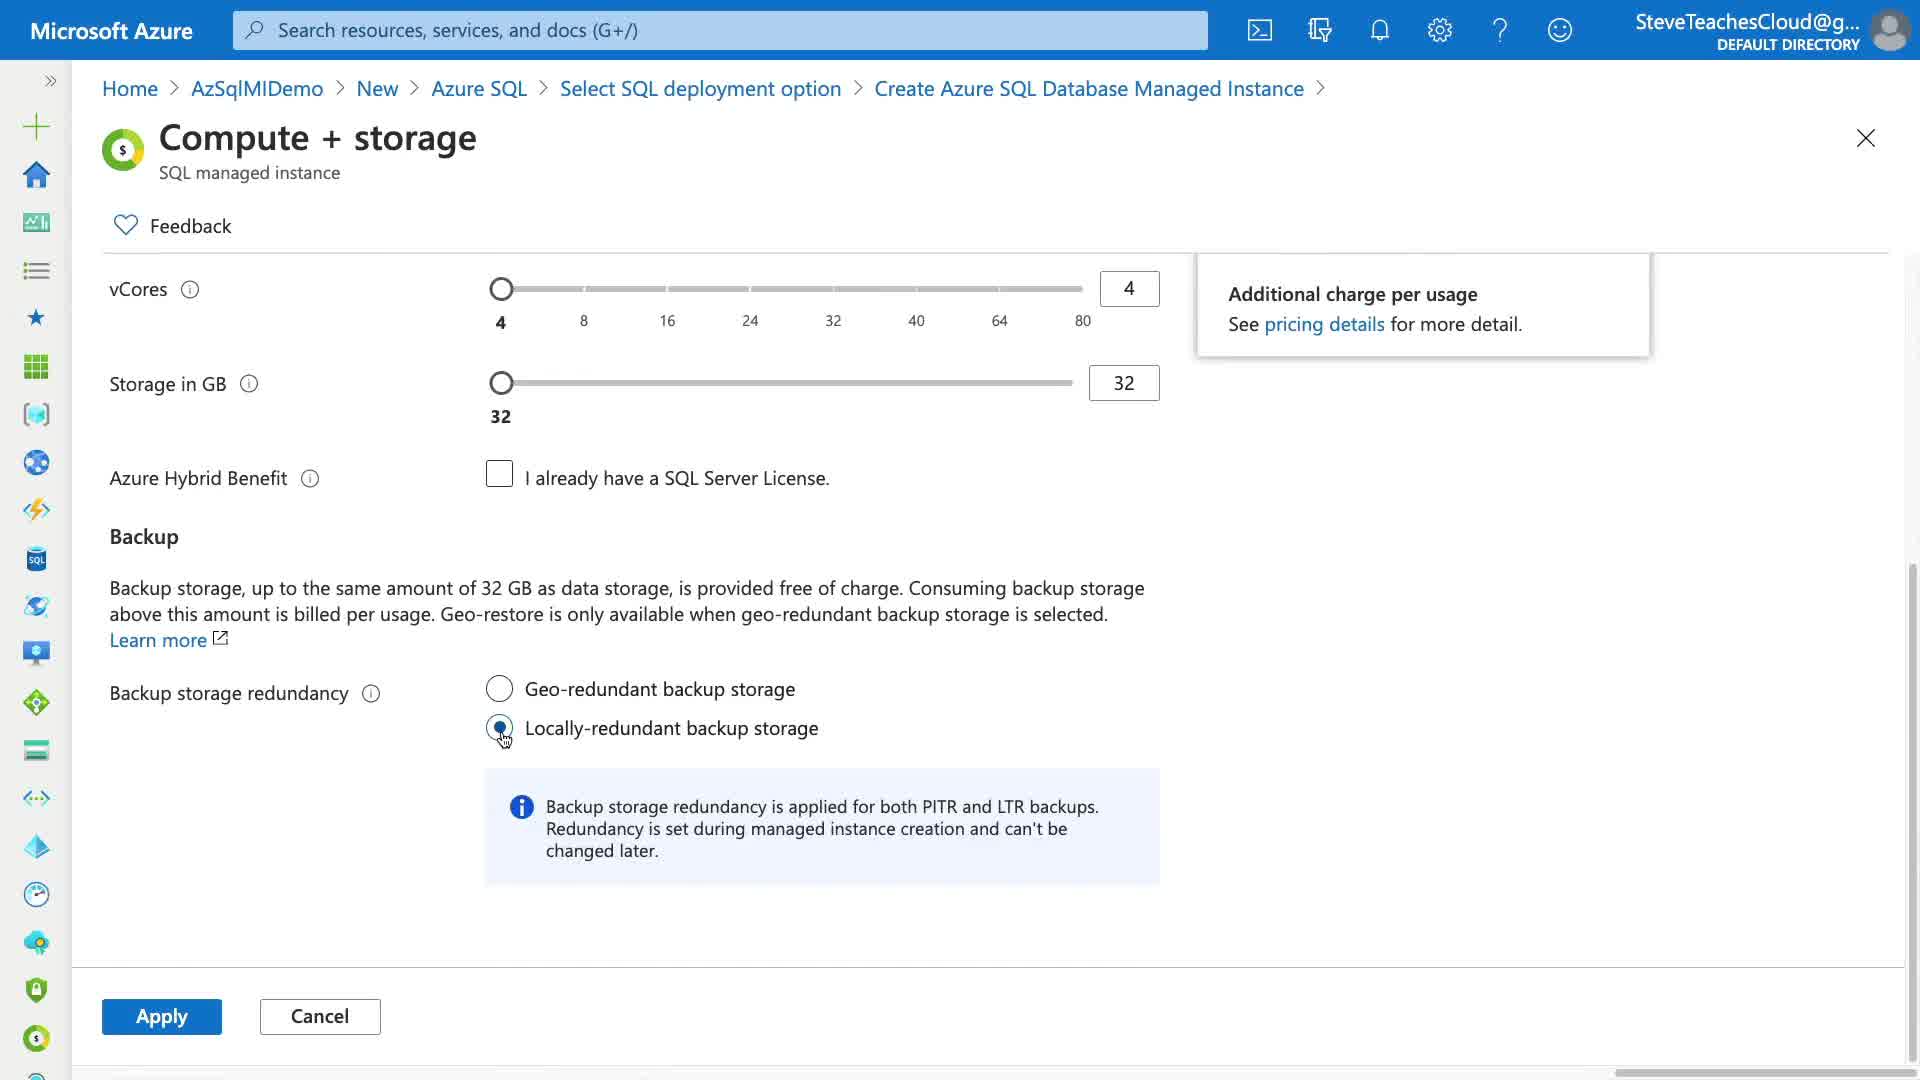 Microsoft Azure
Search resources, services, and docs (G+/)
SteveTeachesCloud@g...
DEFAULT DIRECTORY
Home > AzSqlMIDemo > New > Azure SQL > Select SQL deployment option > Create Azure SQL Database Managed Instance >
Compute + storage
SQL managed instance
Feedback
vCores
4
4 8 16 24 32 40 64 80
Additional charge per usage
See pricing details for more detail.
Storage in GB
32
32
Azure Hybrid Benefit
I already have a SQL Server License.
Backup
Backup storage, up to the same amount of 32 GB as data storage, is provided free of charge. Consuming backup storage
above this amount is billed per usage. Geo-restore is only available when geo-redundant backup storage is selected.
Learn more
Backup storage redundancy
Geo-redundant backup storage
Locally-redundant backup storage
Backup storage redundancy is applied for both PITR and LTR backups.
Redundancy is set during managed instance creation and can't be
changed later.
Apply
Cancel
SQL